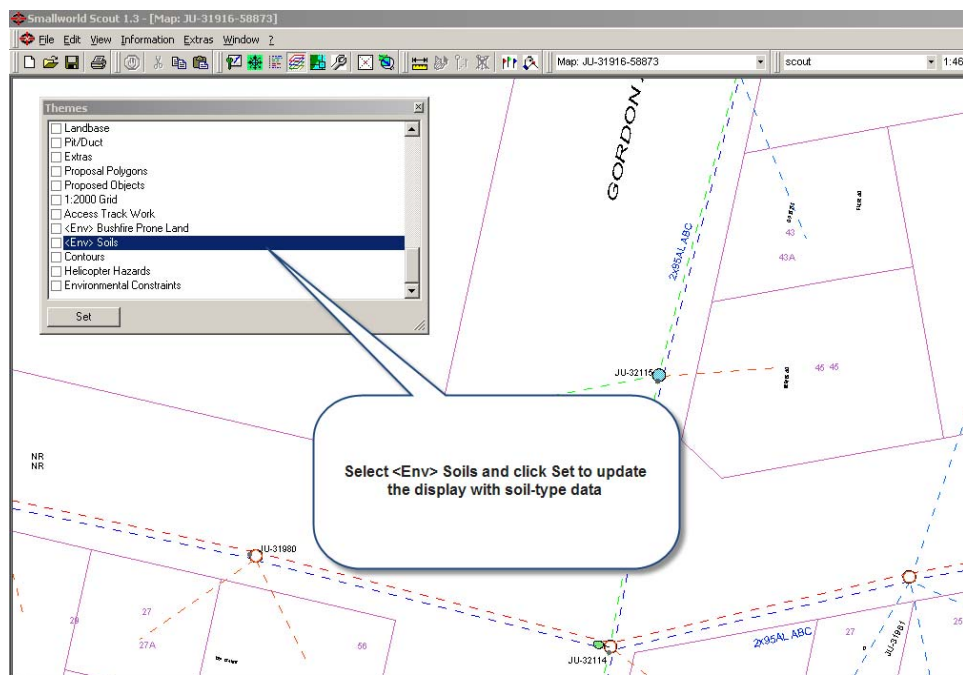 Smallworld Scout 1.3 - [Map: JU-31916-58873]
File Edit View Information Extras Window ?
Map: JU-31916-58873
scout
1:46
Themes
Landbase
Pit/Duct
Extras
Proposal Polygons
Proposed Objects
1:2000 Grid
Access Track Work
<Env> Bushfire Prone Land
<Env> Soils
Contours
Helicopter Hazards
Environmental Constraints
Set
GORDON
2x95AL ABC
43
43A
JU-32115
45 45
Select <Env> Soils and click Set to update
the display with soil-type data
NR
NR
JU-31980
29
27
27A
56
JU-32114
2x95AL ABC
27
JU-31981
25